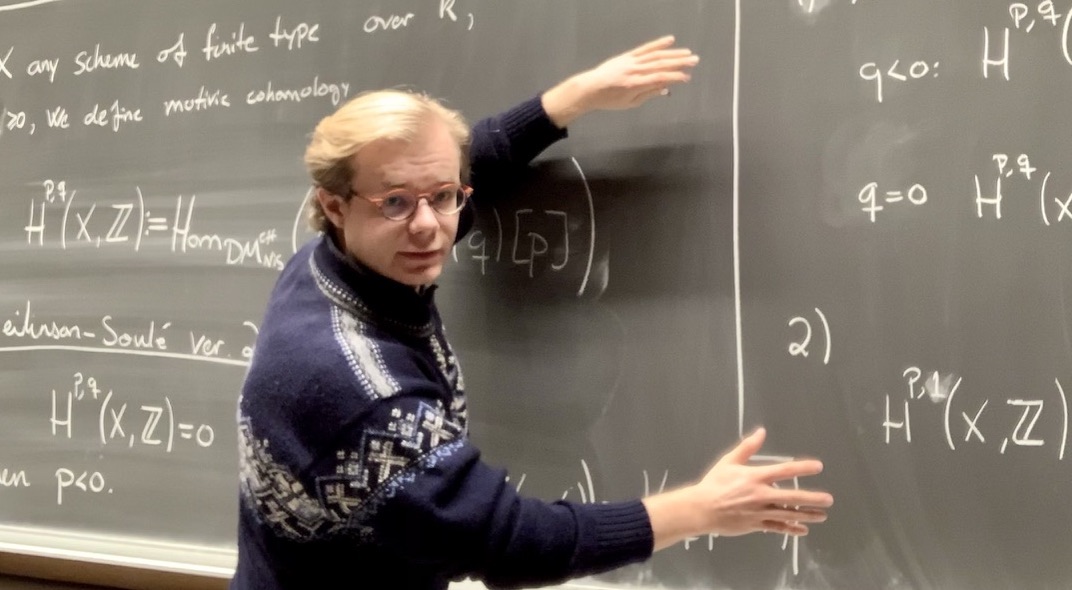 X any scheme of finite type over k,
≥0, We define motivic cohomology
H^{p,q}(X,ℤ):=Hom_{DM^{eff}_{Nis}}( q)[p]),
eilinson-Soulé ver. 2
H^{p,q}(X,ℤ)=0
en p<0.
q<0: H^{p,q}(
q=0 H^{p,q}(X
2)
H^{p,1}(X,ℤ)